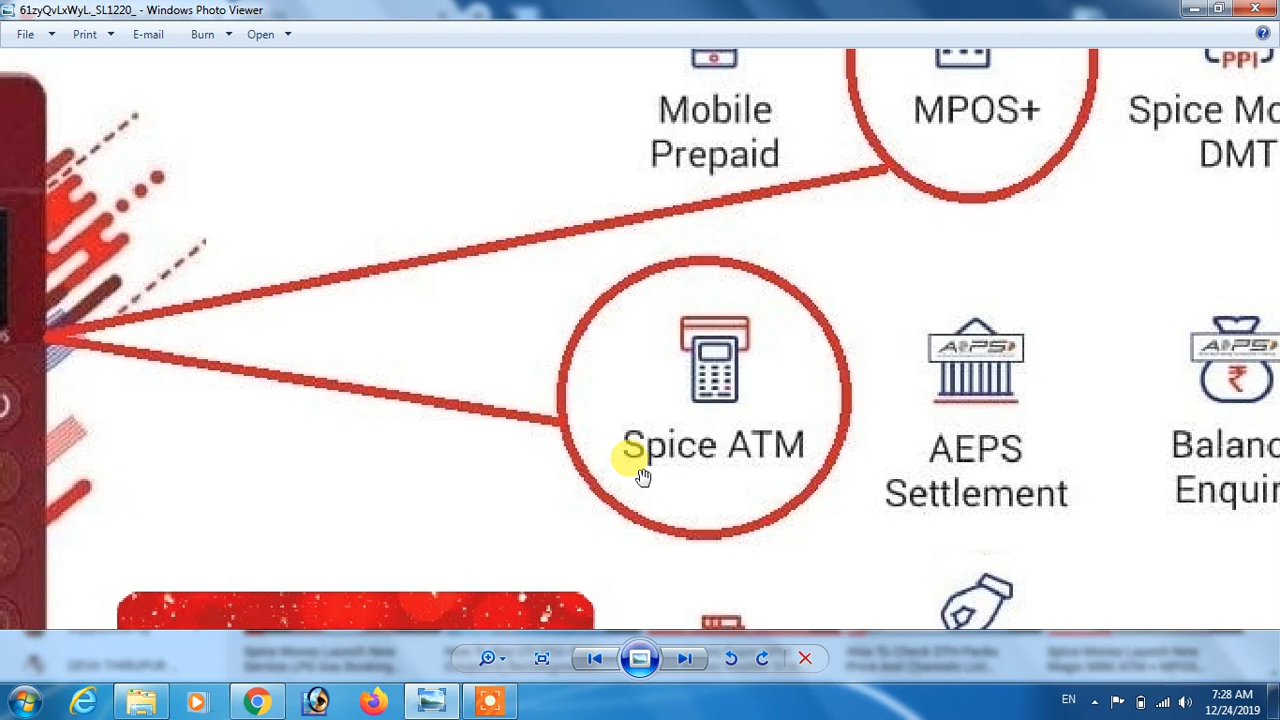 61zyQvLxWyL._SL1220_ - Windows Photo Viewer
File Print E-mail Burn Open
PPI
Mobile
Prepaid
MPOS+
Spice Mo
DMT
Spice ATM
AEPS
AEPS
Settlement
AEPS
₹
Balanc
Enquir
EN
7:28 AM
12/24/2019